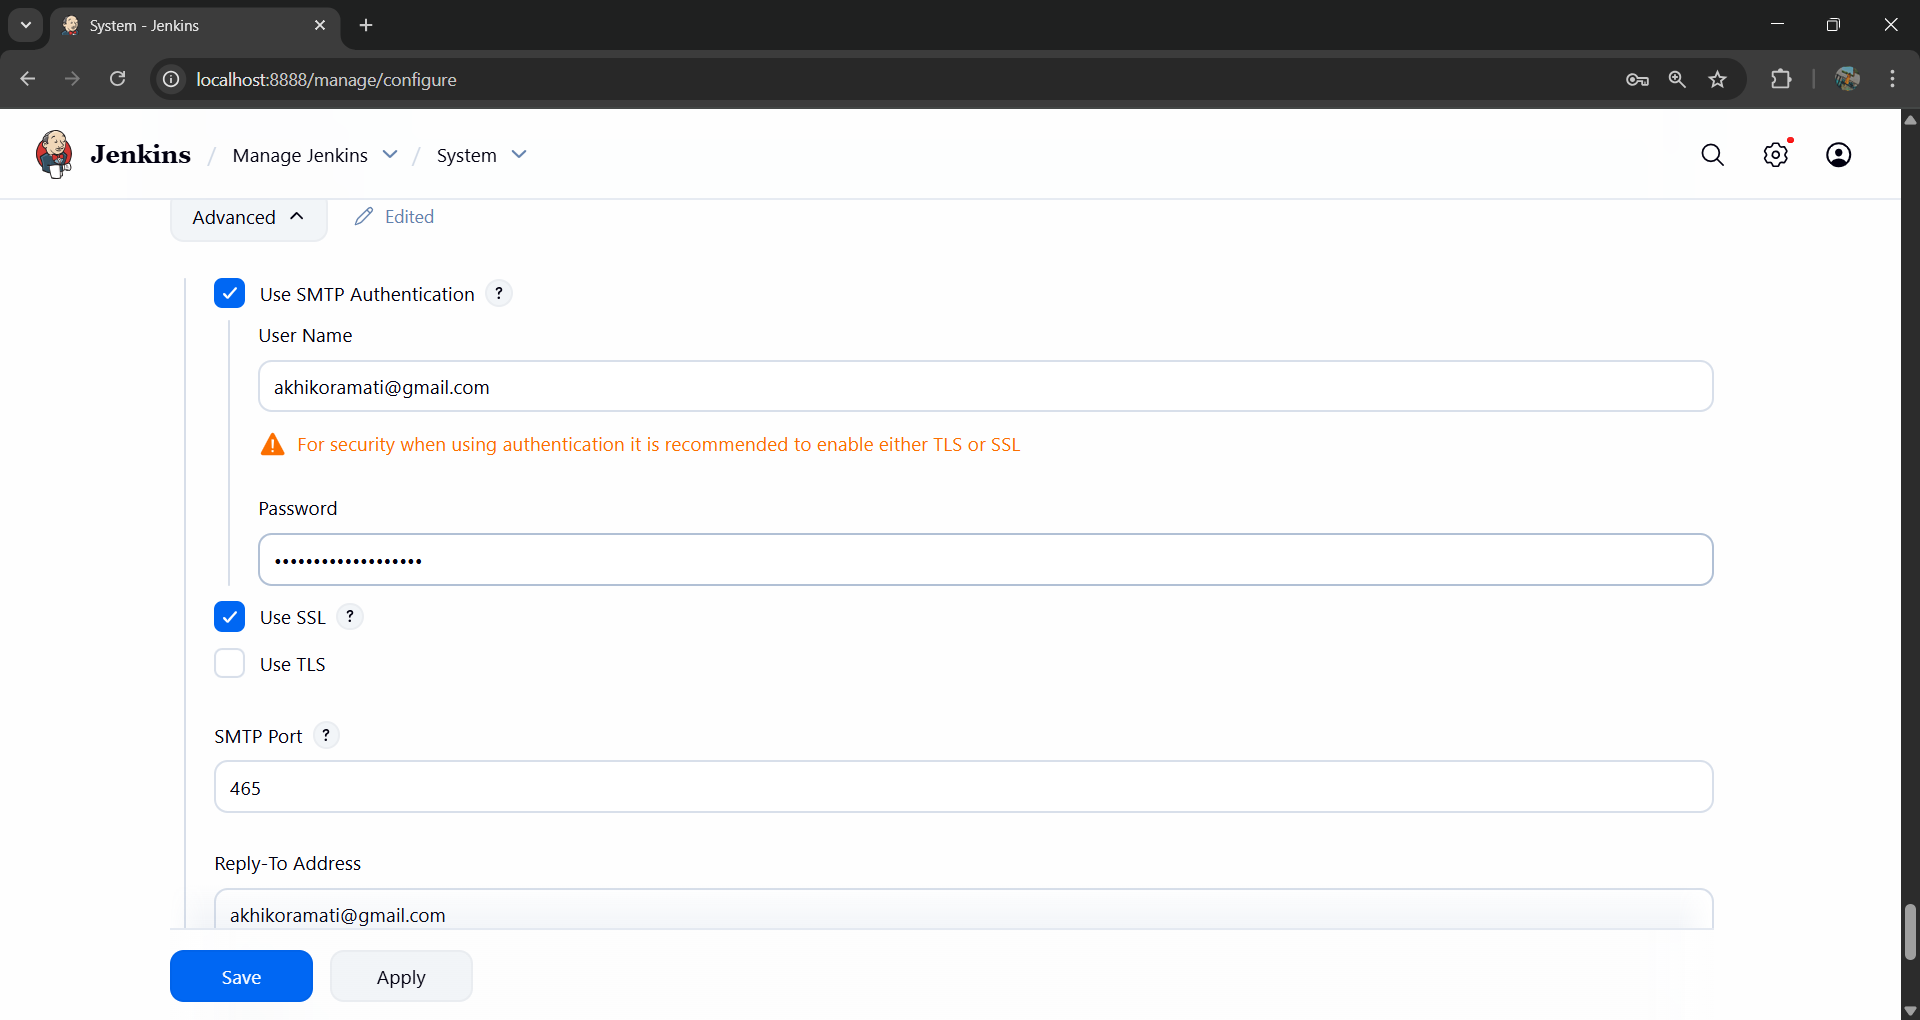 System - Jenkins
localhost:8888/manage/configure
Jenkins / Manage Jenkins / System
Advanced Edited
Use SMTP Authentication ?
User Name
akhikoramati@gmail.com
For security when using authentication it is recommended to enable either TLS or SSL
Password
•••••••••••••••••••
Use SSL ?
Use TLS
SMTP Port ?
465
Reply-To Address
akhikoramati@gmail.com
Save Apply